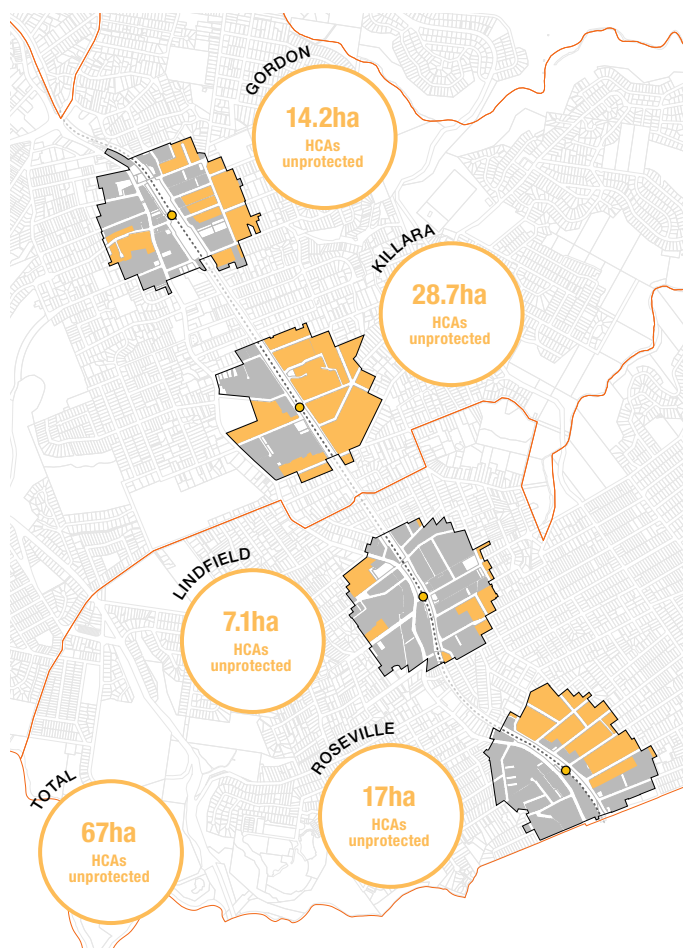 GORDON
14.2ha
HCAs
unprotected
KILLARA
28.7ha
HCAs
unprotected
LINDFIELD
7.1ha
HCAs
unprotected
ROSEVILLE
17ha
HCAs
unprotected
TOTAL
67ha
HCAs
unprotected